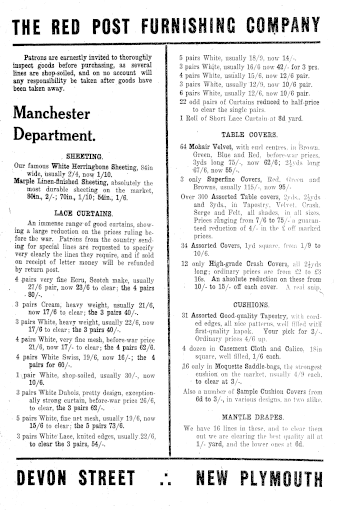 THE RED POST FURNISHING COMPANY
Patrons are earnestly invited to thoroughly
inspect goods before purchasing, as several
lines are shop-soiled, and on no account will
any responsibility be taken after goods have
been taken away.
Manchester
Department.
SHEETING.
Our famous White Herringbone Sheeting, 84in
wide, usually 2/4, now 1/10.
Marple Linen-finished Sheeting, absolutely the
most durable sheeting on the market,
80in, 2/-; 70in, 1/10; 54in, 1/6.
LACE CURTAINS.
An immense range of good curtains, show-
ing a large reduction on the prices ruling be-
fore the war. Patrons from the country send-
ing for special lines are requested to specify
very clearly the lines they require, and if sold
on receipt of letter money will be refunded
by return post.
4 pairs very fine Ecru, Scotch make, usually
27/6 pair, now 23/6 to clear; the 4 pairs
80/-.
3 pairs Cream, heavy weight, usually 21/6,
now 17/6 to clear; the 3 pairs 40/-.
3 pairs White, heavy weight, usually 22/6, now
17/6 to clear; the 3 pairs 40/-.
4 pairs White, very fine mesh, before-war price
21/6, now 17/- to clear; the 4 pairs 62/6.
4 pairs White Swiss, 19/6, now 16/-; the 4
pairs for 60/-.
1 pair White, shop-soiled, usually 30/-, now
10/6.
3 pairs White Dubois, pretty design, exception-
ally strong curtain, before-war price 26/6,
to clear, the 3 pairs 62/-.
5 pairs White, fine net mesh, usually 19/6, now
15/6 to clear; the 5 pairs 73/6.
3 pairs White Lace, knitted edges, usually 22/6,
to clear the 3 pairs, 54/-.
5 pairs White, usually 18/9, now 14/-.
3 pairs White, usually 16/6 now 42/- for 3 prs.
4 pairs White, usually 15/6, now 12/6 pair.
3 pairs White, usually 12/9, now 10/6 pair.
6 pairs White, usually 12/6, now 10/6 pair.
22 odd pairs of Curtains reduced to half-price
to clear the single pairs.
1 Roll of Short Lace Curtain at 8d yard.
TABLE COVERS.
64 Mohair Velvet, with curl centres, in Brown,
Green, Blue and Red, before-war prices,
3yds long 75/-, now 62/6; 2½yds long
67/6, now 55/-.
3 only Superfine Covers, Red, Green and
Browns, usually 115/-, now 95/-.
Over 300 Assorted Table covers, 2yds, 2½yds
and 3yds, in Tapestry, Velvet, Crash,
Serge and Felt, all shades, in all sizes.
Prices ranging from 7/6 to 75/- a guaran-
teed reduction of 4/- in the £ off marked
prices.
34 Assorted Covers, 1yd square, from 1/9 to
10/6.
12 only High-grade Crash Covers, all 2½yds
long; ordinary prices are from £2 to £3
16s. An absolute reduction on these from
10/- to 15/- off each cover. A real snip.
CUSHIONS.
31 Assorted Good-quality Tapestry, with cord-
ed edges, all nice patterns, well filled with
first-quality kapok. Your pick for 3/-.
Ordinary prices 4/6 up.
4 dozen in Casement Cloth and Calico, 18in
square, well filled, 1/6 each.
36 only in Moquette Saddle-bags, the strongest
cushion on the market, usually 4/9 each,
to clear at 3/-.
Also a number of Sample Cushion Covers from
6d to 3/-, in various designs, no two alike.
MANTLE DRAPES.
We have 16 lines in these, and to clear them
out we are clearing the best quality all at
1/- yard, and the lower ones at 6d.
DEVON STREET ∴ NEW PLYMOUTH